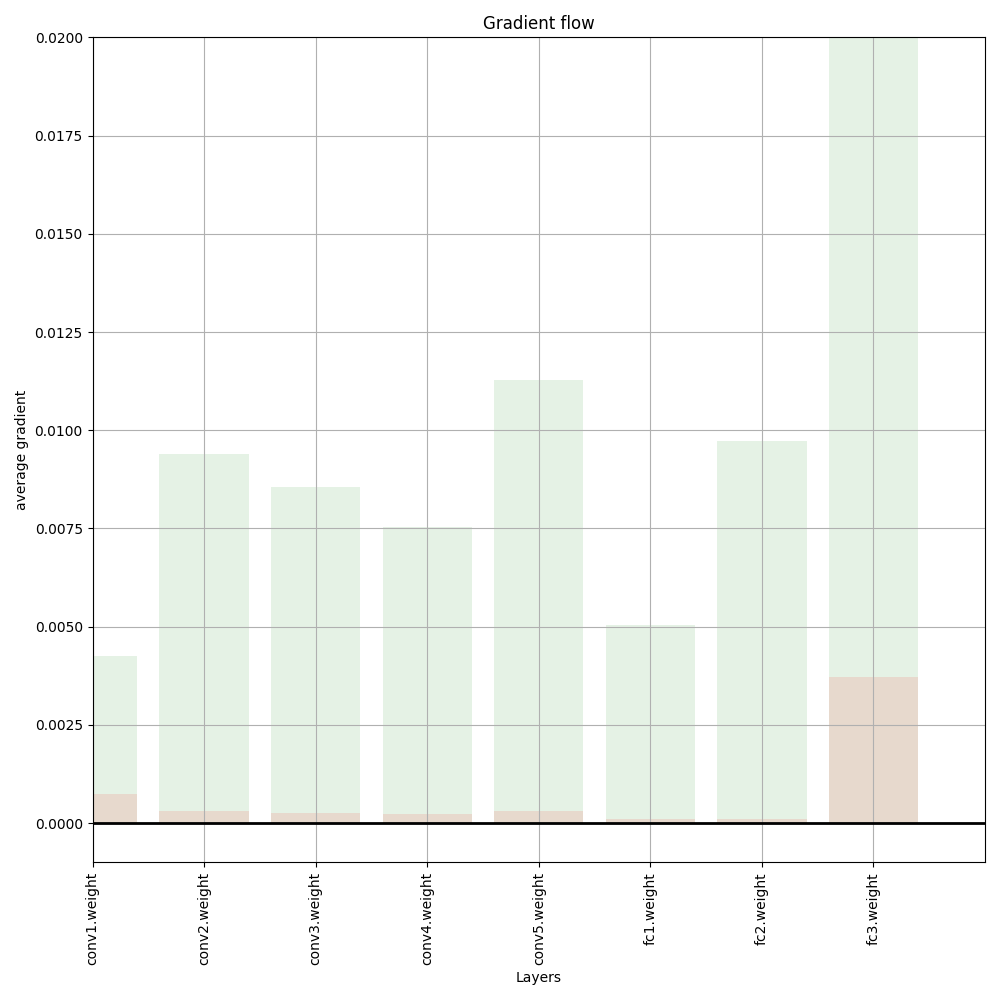 Gradient flow
0.0200
0.0175
0.0150
0.0125
0.0100
0.0075
0.0050
0.0025
0.0000
average gradient
conv1.weight
conv2.weight
conv3.weight
conv4.weight
conv5.weight
fc1.weight
fc2.weight
fc3.weight
Layers